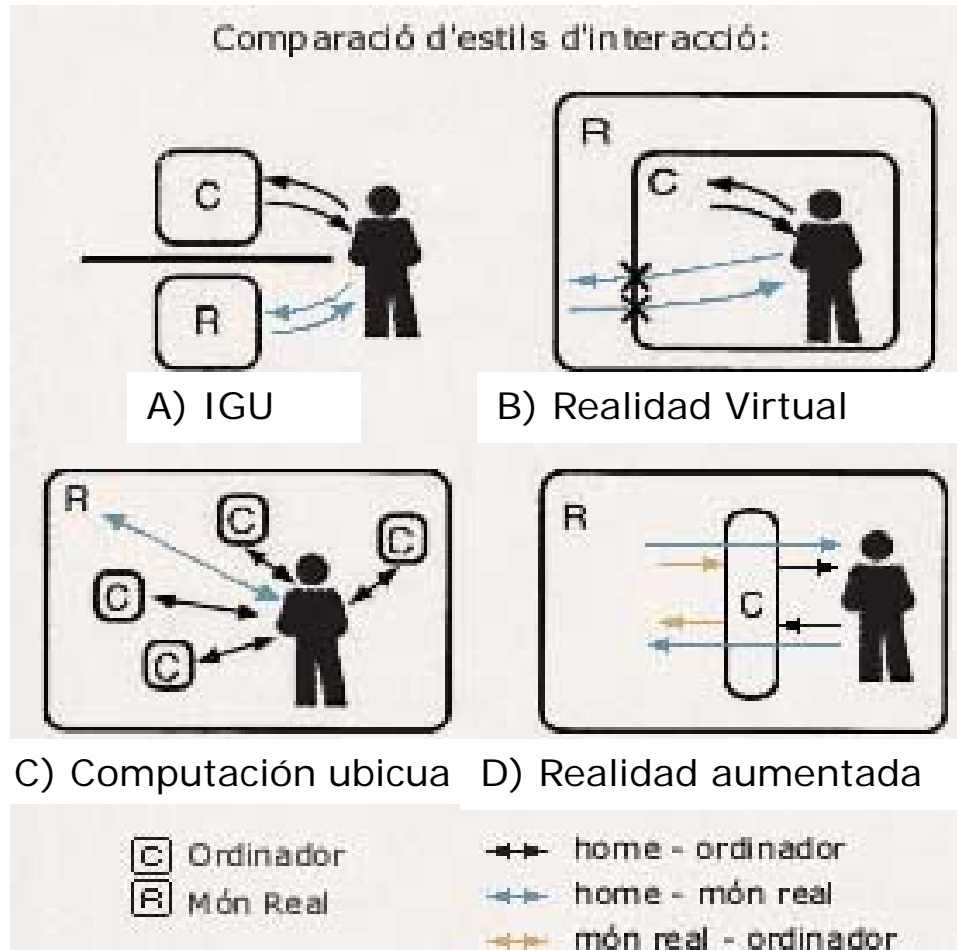 Comparació d'estils d'interacció:
C
R
A) IGU
R
C
B) Realidad Virtual
R
C
C
C
C
C) Computación ubicua
R
C
D) Realidad aumentada
C Ordinador
R Món Real
home - ordinador
home - món real
món real - ordinador